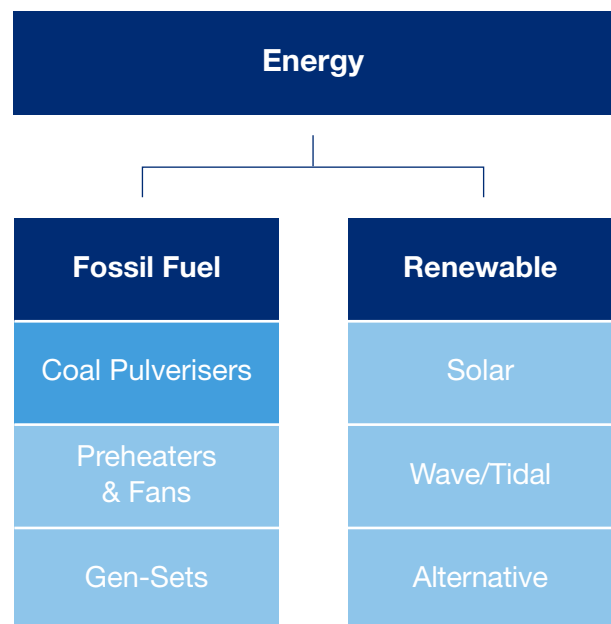 Energy
Fossil Fuel
Coal Pulverisers
Preheaters
& Fans
Gen-Sets
Renewable
Solar
Wave/Tidal
Alternative